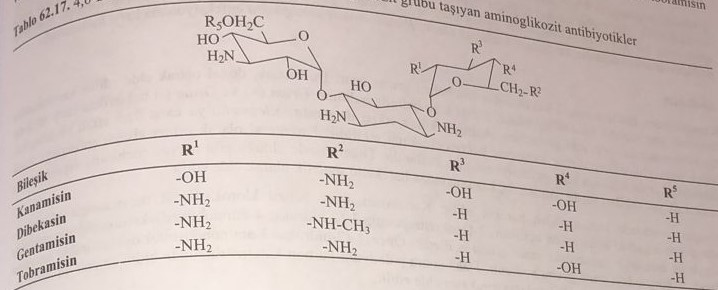 Tablo 62.17. 4,
grubu taşıyan aminoglikozit antibiyotikler
R₅OH₂C
HO
H₂N
O
OH
O
HO
H₂N
NH₂
O
R¹
O
R³
R⁴
CH₂-R²
Bileşik R¹ R² R³ R⁴ R⁵
Kanamisin -OH -NH₂ -OH -OH -H
Dibekasin -NH₂ -NH₂ -H -H -H
Gentamisin -NH₂ -NH-CH₃ -H -H -H
Tobramisin -NH₂ -NH₂ -H -OH -H